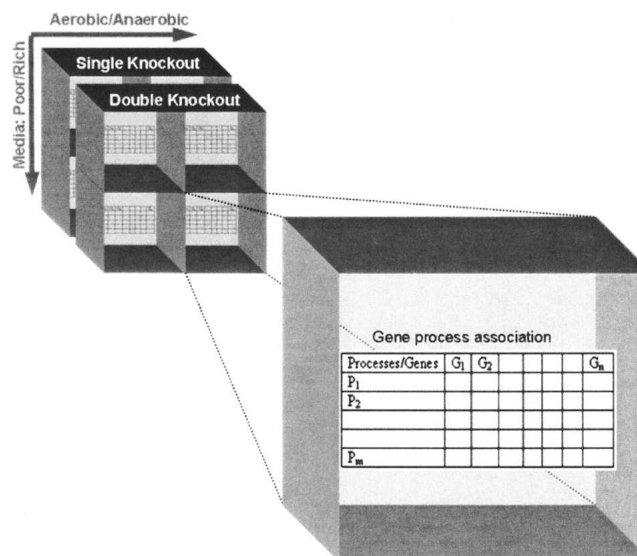 Aerobic/Anaerobic
Media: Poor/Rich
Single Knockout
Double Knockout
Gene process association
Processes/Genes G₁ G₂ Gₙ
P₁
P₂
Pₘ